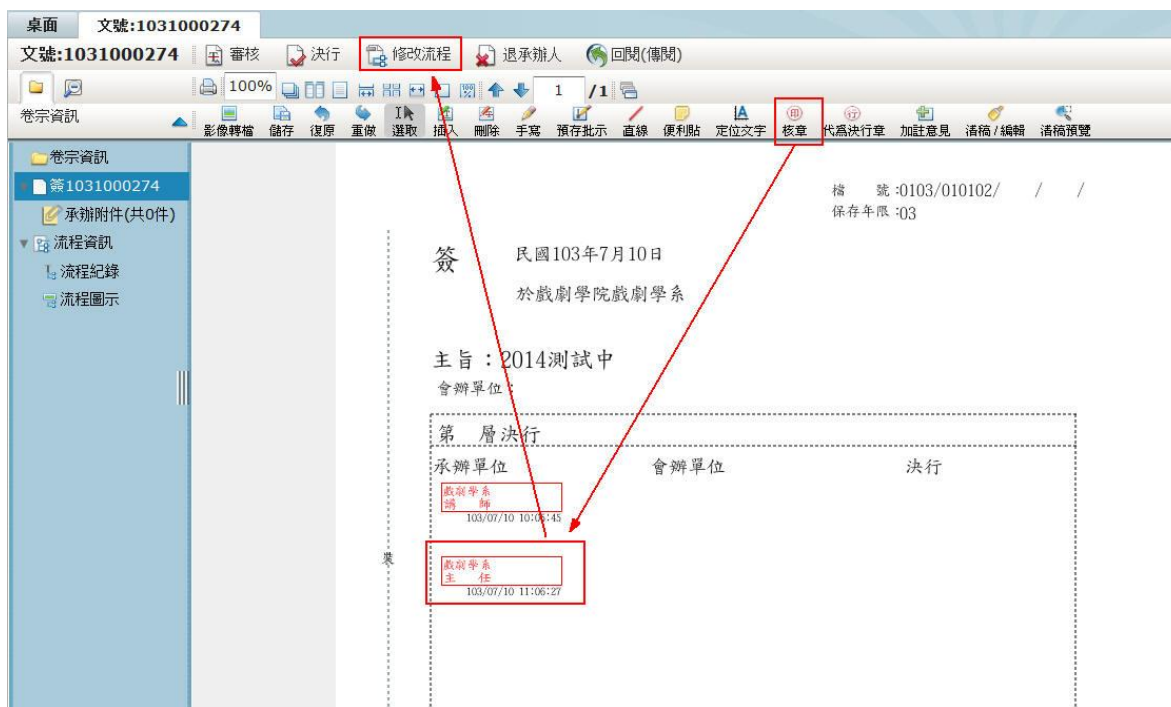 桌面 文號:1031000274
文號:1031000274 審核 決行 修改流程 退承辦人 回閱(傳閱)
100% 1 /1
卷宗資訊 影像轉檔 儲存 復原 重做 選取 插入 刪除 手寫 預存批示 直線 便利貼 定位文字 核章 代為決行章 加註意見 清稿/編輯 清稿預覽
卷宗資訊
簽1031000274
承辦附件(共0件)
流程資訊
流程紀錄
流程圖示
檔 號:0103/010102/ / /
保存年限:03
簽 民國103年7月10日
於戲劇學院戲劇學系
主旨：2014測試中
會辦單位：
第 層決行
承辦單位 會辦單位 決行
戲劇學系
講 師
103/07/10 10:05:45
裝
戲劇學系
主 任
103/07/10 11:06:27